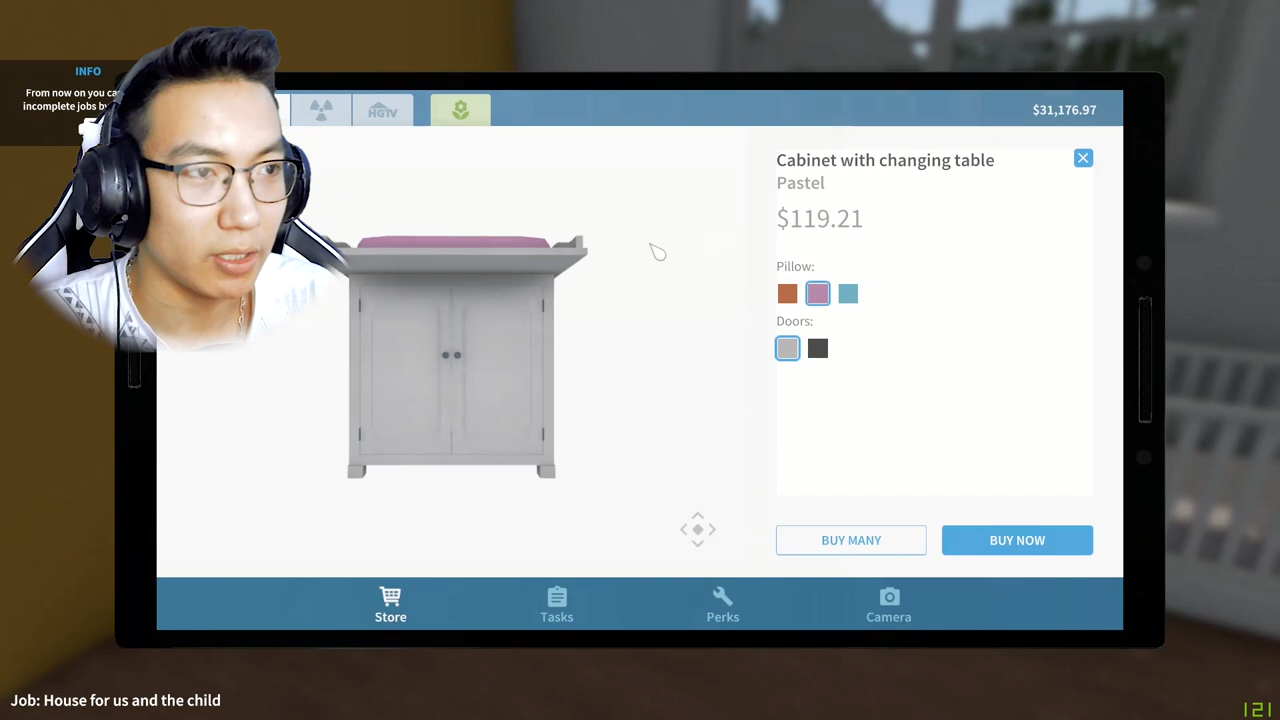 INFO
From now on you ca
incomplete jobs b
HGTV
$31,176.97
Cabinet with changing table
Pastel
$119.21
Pillow:
Doors:
BUY MANY
BUY NOW
Store
Tasks
Perks
Camera
Job: House for us and the child
121